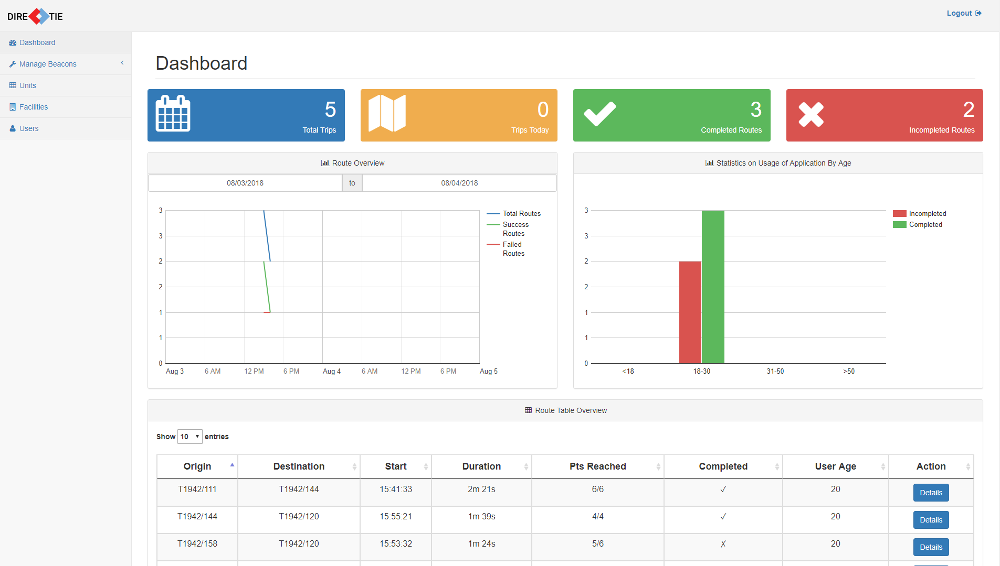 DIRE TIE
Logout
Dashboard
Manage Beacons
Units
Facilities
Users
Dashboard
5
Total Trips
0
Trips Today
3
Completed Routes
2
Incompleted Routes
Route Overview
08/03/2018 to 08/04/2018
3
3
2
2
1
1
0
Aug 3 6 AM 12 PM 6 PM Aug 4 6 AM 12 PM 6 PM Aug 5
Total Routes
Success
Routes
Failed
Routes
Statistics on Usage of Application By Age
3
3
2
2
1
1
0
<18 18-30 31-50 >50
Incompleted
Completed
Route Table Overview
Show 10 entries
Origin Destination Start Duration Pts Reached Completed User Age Action
T1942/111 T1942/144 15:41:33 2m 21s 6/6 ✓ 20 Details
T1942/144 T1942/120 15:55:21 1m 39s 4/4 ✓ 20 Details
T1942/158 T1942/120 15:53:32 1m 24s 5/6 ✗ 20 Details